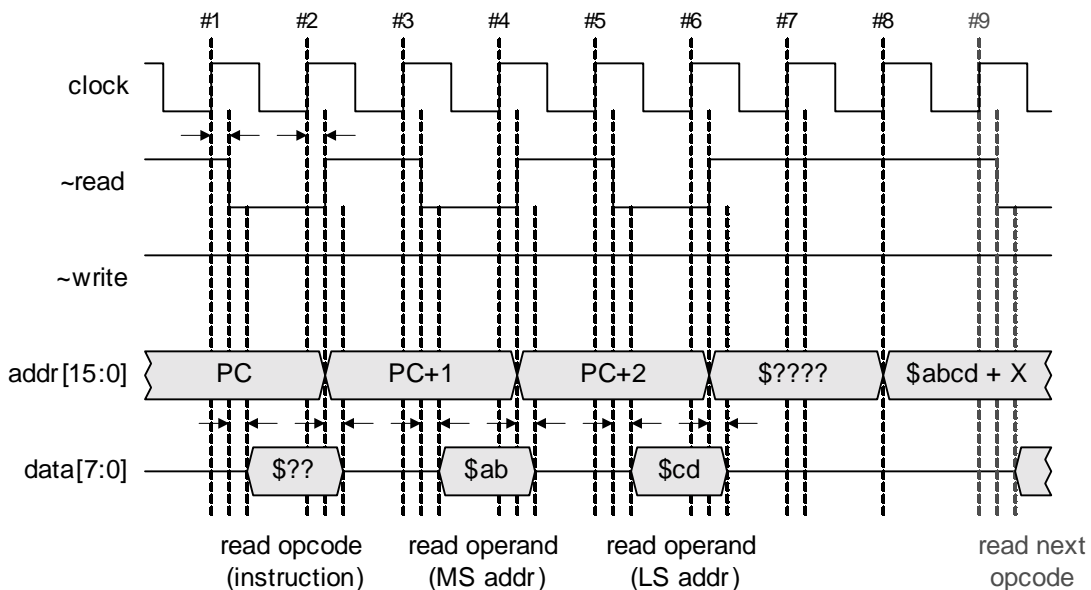 #1 #2 #3 #4 #5 #6 #7 #8 #9
clock
~read
~write
addr[15:0] PC PC+1 PC+2 $???? $abcd + X
data[7:0] $?? $ab $cd
read opcode read operand read operand read next
(instruction) (MS addr) (LS addr) opcode